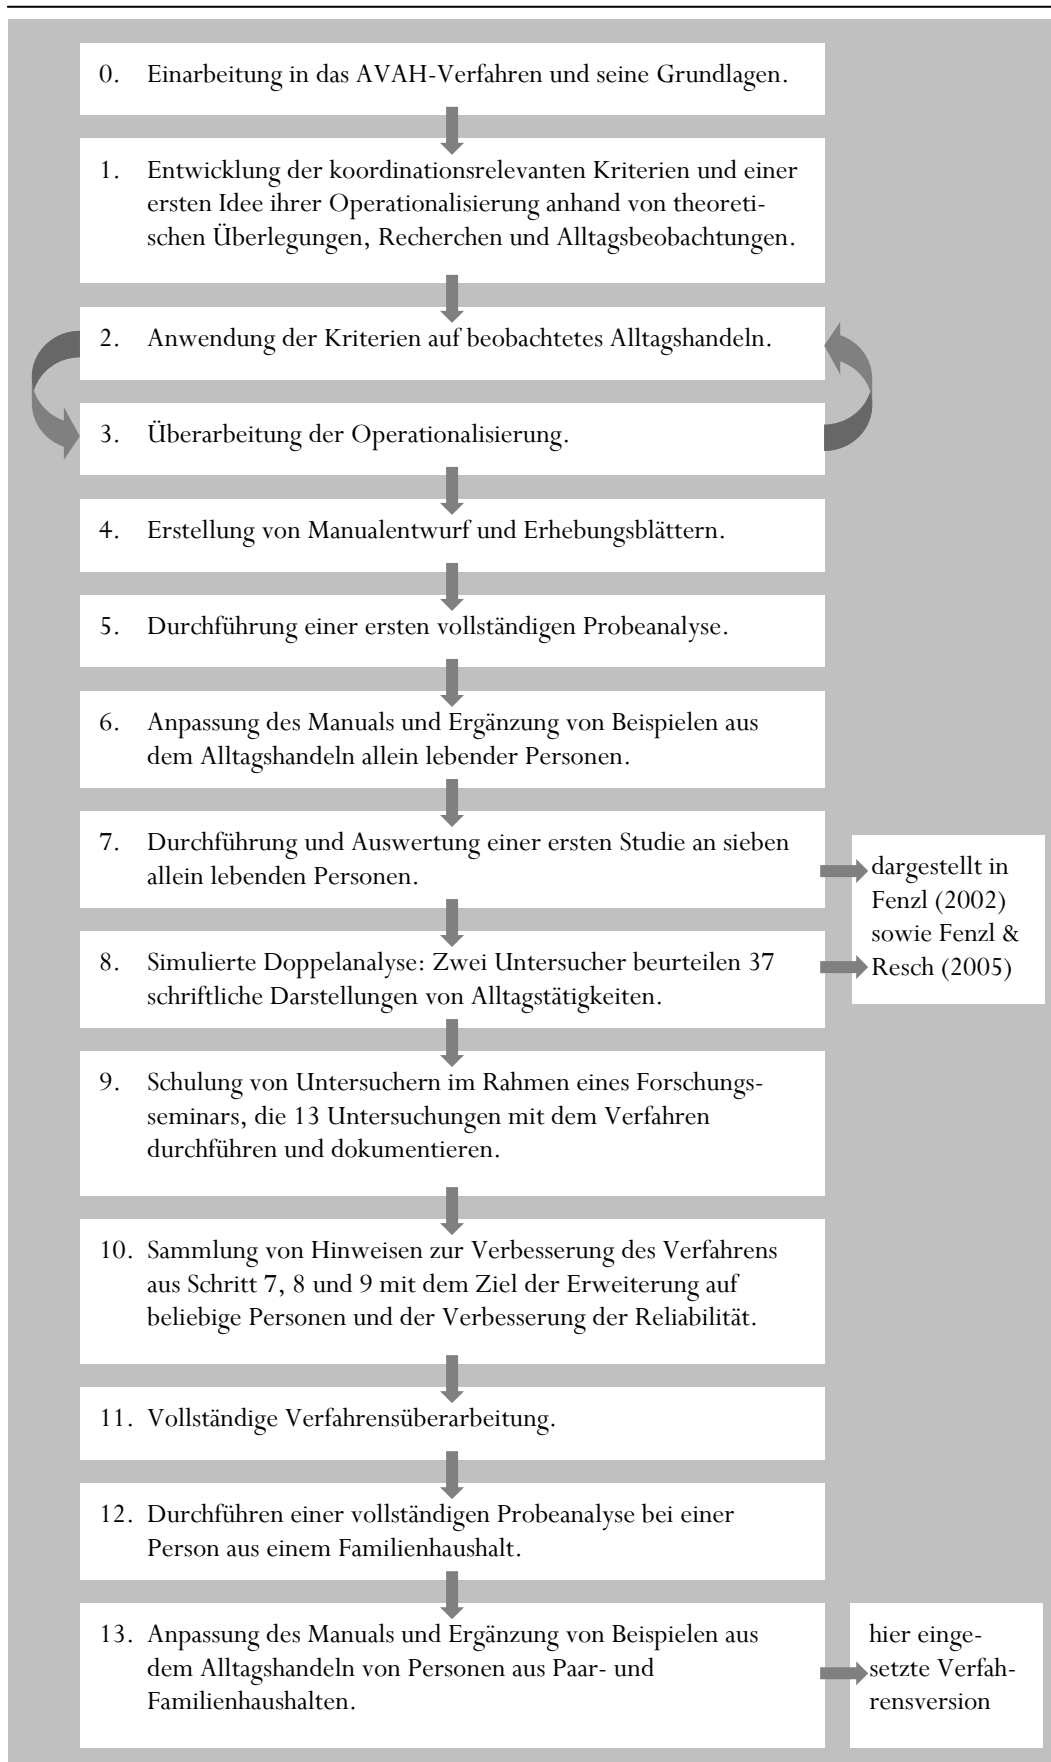 0. Einarbeitung in das AVAH-Verfahren und seine Grundlagen.
1. Entwicklung der koordinationsrelevanten Kriterien und einer
ersten Idee ihrer Operationalisierung anhand von theoreti-
schen Überlegungen, Recherchen und Alltagsbeobachtungen.
2. Anwendung der Kriterien auf beobachtetes Alltagshandeln.
3. Überarbeitung der Operationalisierung.
4. Erstellung von Manualentwurf und Erhebungsblättern.
5. Durchführung einer ersten vollständigen Probeanalyse.
6. Anpassung des Manuals und Ergänzung von Beispielen aus
dem Alltagshandeln allein lebender Personen.
7. Durchführung und Auswertung einer ersten Studie an sieben
allein lebenden Personen.
8. Simulierte Doppelanalyse: Zwei Untersucher beurteilen 37
schriftliche Darstellungen von Alltagstätigkeiten.
dargestellt in
Fenzl (2002)
sowie Fenzl &
Resch (2005)
9. Schulung von Untersuchern im Rahmen eines Forschungs-
seminars, die 13 Untersuchungen mit dem Verfahren
durchführen und dokumentieren.
10. Sammlung von Hinweisen zur Verbesserung des Verfahrens
aus Schritt 7, 8 und 9 mit dem Ziel der Erweiterung auf
beliebige Personen und der Verbesserung der Reliabilität.
11. Vollständige Verfahrensüberarbeitung.
12. Durchführen einer vollständigen Probeanalyse bei einer
Person aus einem Familienhaushalt.
13. Anpassung des Manuals und Ergänzung von Beispielen aus
dem Alltagshandeln von Personen aus Paar- und
Familienhaushalten.
hier einge-
setzte Verfah-
rensversion